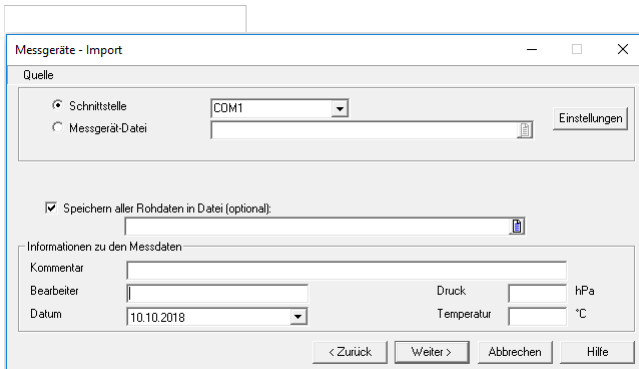 Messgeräte - Import
Quelle
Schnittstelle COM1
Messgerät-Datei Einstellungen
Speichern aller Rohdaten in Datei (optional):
Informationen zu den Messdaten
Kommentar
Bearbeiter Druck hPa
Datum 10.10.2018 Temperatur °C
< Zurück Weiter > Abbrechen Hilfe